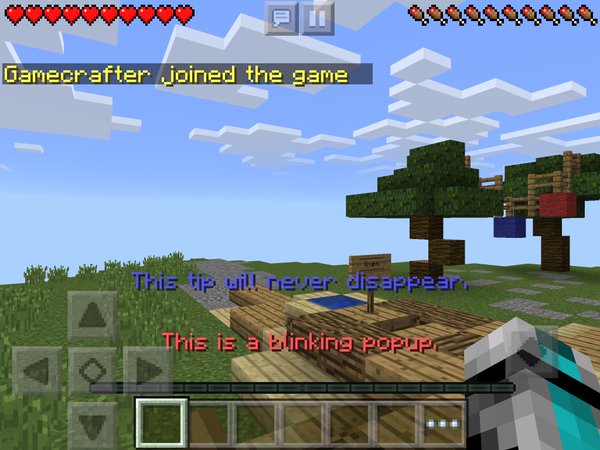 Gamecrafter joined the game
This tip will never disappear.
This is a blinking popup.